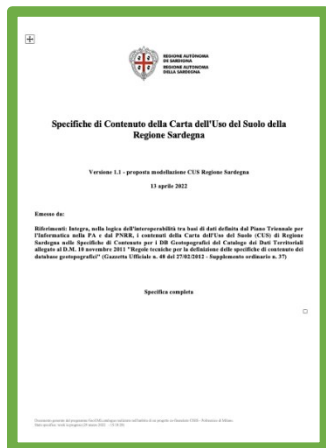 REGIONE AUTÒNOMA
DE SARDIGNA
REGIONE AUTONOMA
DELLA SARDEGNA
Specifiche di Contenuto della Carta dell'Uso del Suolo della
Regione Sardegna
Versione 1.1 - proposta modellazione CUS Regione Sardegna
13 aprile 2022
Emesso da:
Riferimenti: Integra, nella logica dell'interoperabilità tra basi di dati definita dal Piano Triennale per
l'Informatica nella PA e dal PNRR, i contenuti della Carta dell'Uso del Suolo (CUS) di Regione
Sardegna nelle Specifiche di Contenuto per i DB Geotopografici del Catalogo dei Dati Territoriali
allegato al D.M. 10 novembre 2011 "Regole tecniche per la definizione delle specifiche di contenuto dei
database geotopografici" (Gazzetta Ufficiale n. 48 del 27/02/2012 - Supplemento ordinario n. 37)
Specifica completa